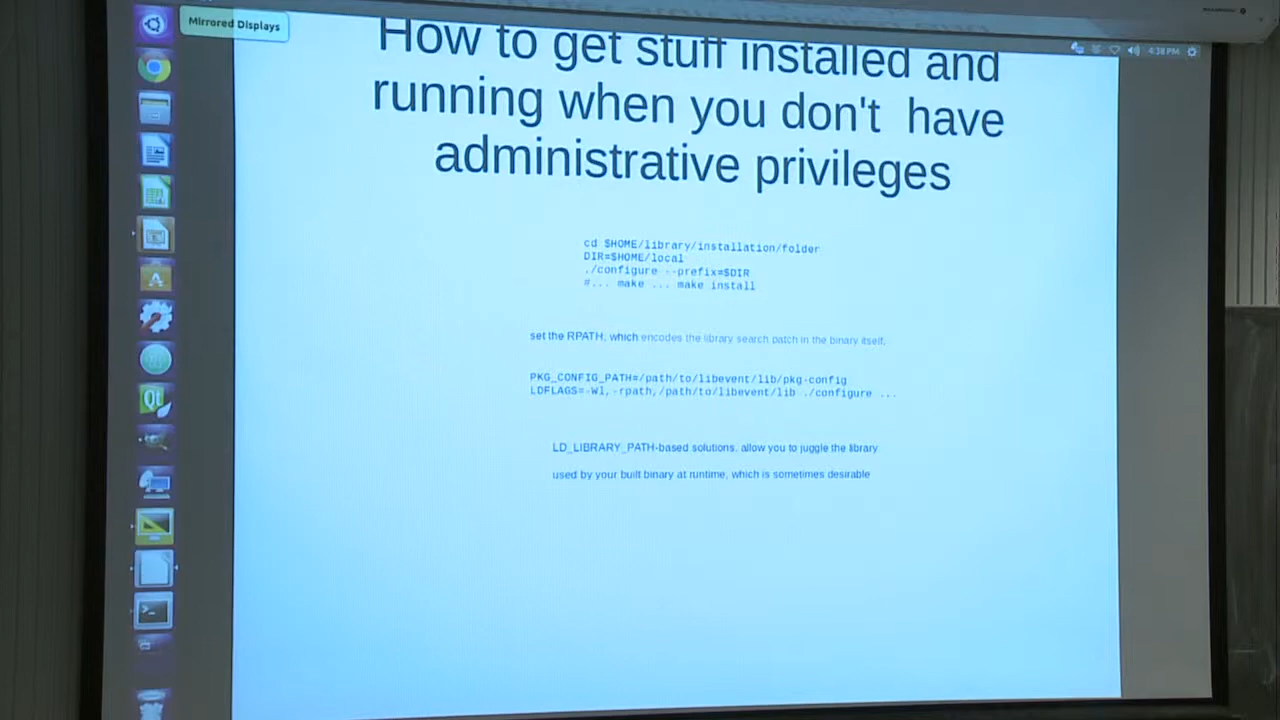 Mirrored Displays
4:38 PM
How to get stuff installed and
running when you don't have
administrative privileges
cd $HOME/library/installation/folder
DIR=$HOME/local
./configure --prefix=$DIR
#... make ... make install
set the RPATH, which encodes the library search patch in the binary itself,
PKG_CONFIG_PATH=/path/to/libevent/lib/pkg-config
LDFLAGS=-Wl,-rpath,/path/to/libevent/lib ./configure ...
LD_LIBRARY_PATH-based solutions. allow you to juggle the library
used by your built binary at runtime, which is sometimes desirable
Qt